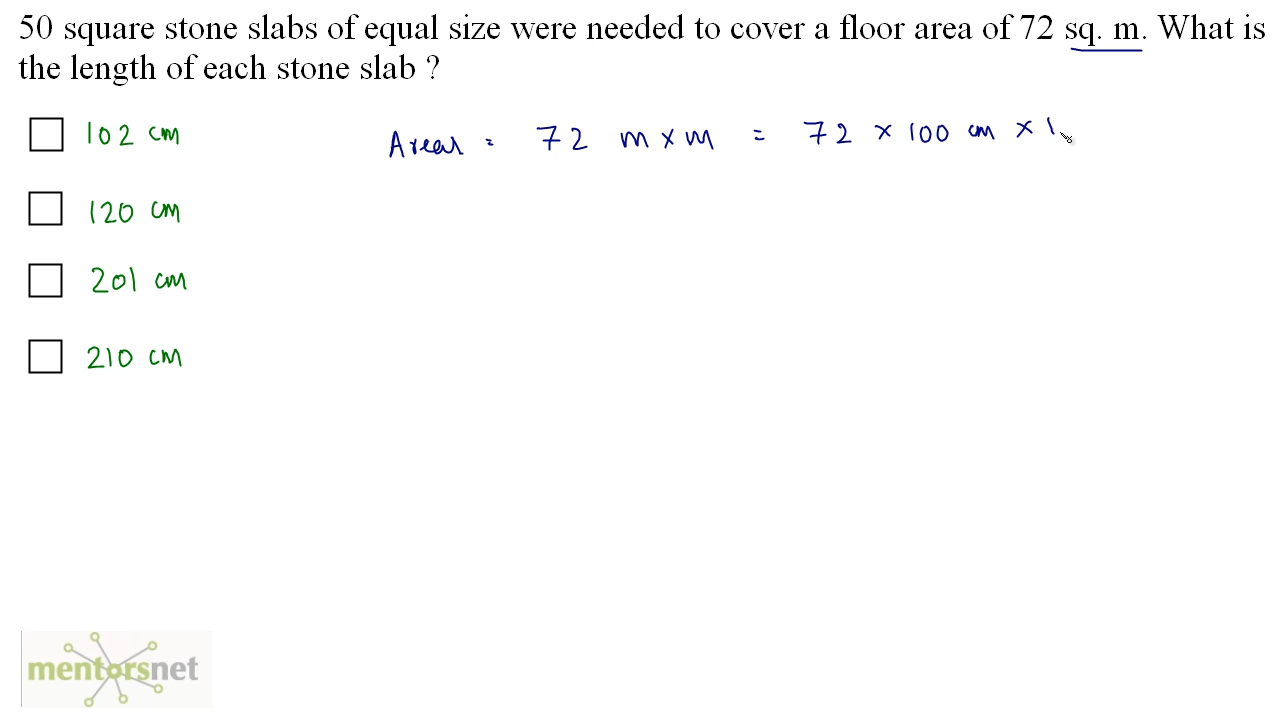 50 square stone slabs of equal size were needed to cover a floor area of 72 sq. m. What is
the length of each stone slab ?
102 cm
Area = 72 m x m = 72 x 100 cm x 1
120 cm
201 cm
210 cm
mentorsnet